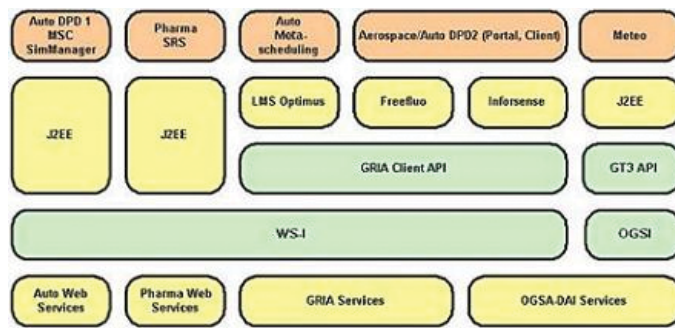 Auto DPD 1
MSC
SimManager
Pharma
SRS
Auto
Meta-
scheduling
Aerospace/Auto DPD2 (Portal, Client)
Meteo
J2EE
J2EE
LMS Optimus
Freefluo
Inforsense
J2EE
GRIA Client API
GT3 API
WS-I
OGSI
Auto Web
Services
Pharma Web
Services
GRIA Services
OGSA-DAI Services